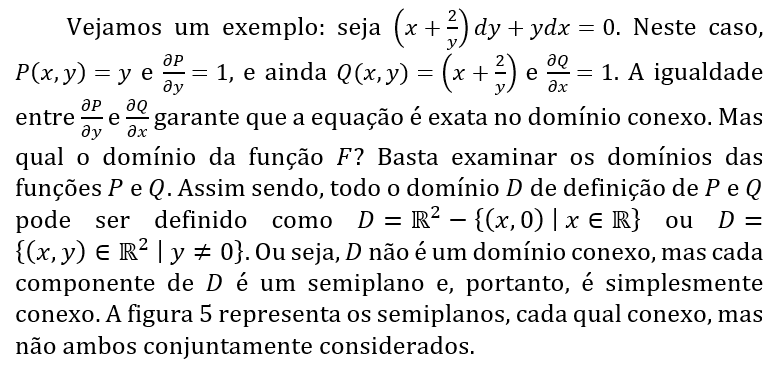 Vejamos um exemplo: seja (x + 2/y) dy + ydx = 0. Neste caso,
P(x, y) = y e ∂P/∂y = 1, e ainda Q(x, y) = (x + 2/y) e ∂Q/∂x = 1. A igualdade
entre ∂P/∂y e ∂Q/∂x garante que a equação é exata no domínio conexo. Mas
qual o domínio da função F? Basta examinar os domínios das
funções P e Q. Assim sendo, todo o domínio D de definição de P e Q
pode ser definido como D = ℝ² − {(x, 0) | x ∈ ℝ} ou D =
{(x, y) ∈ ℝ² | y ≠ 0}. Ou seja, D não é um domínio conexo, mas cada
componente de D é um semiplano e, portanto, é simplesmente
conexo. A figura 5 representa os semiplanos, cada qual conexo, mas
não ambos conjuntamente considerados.